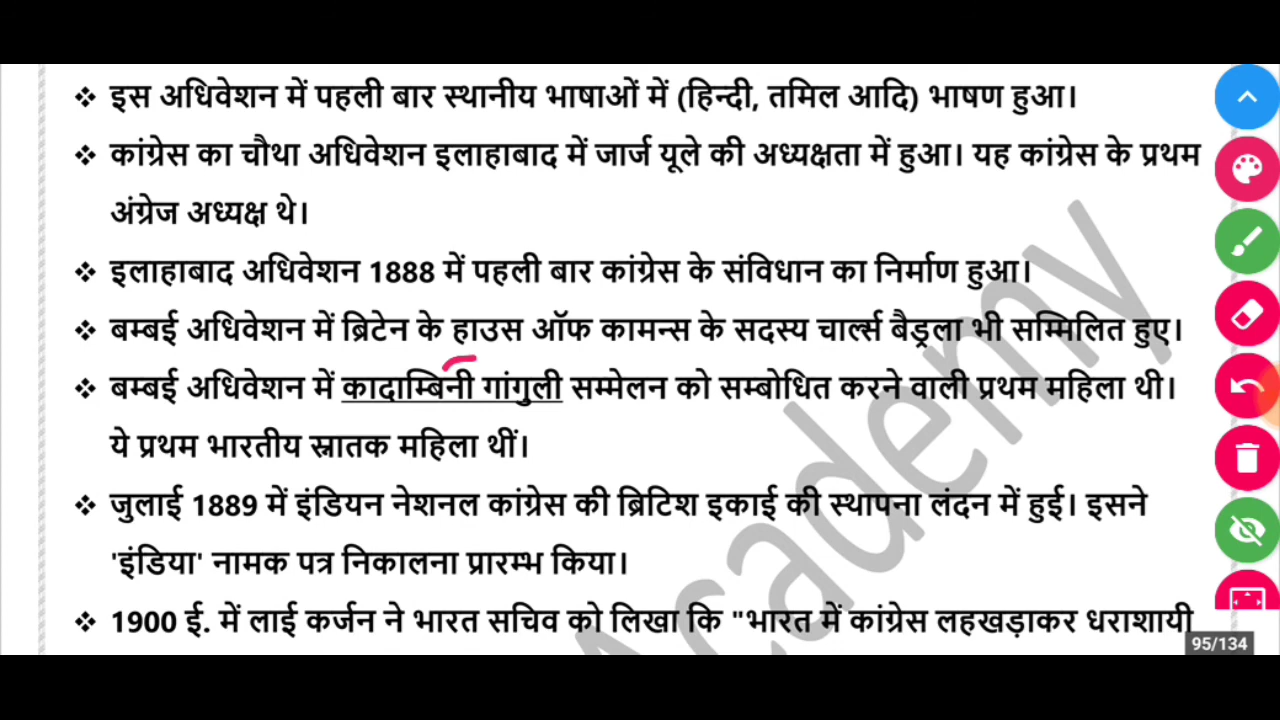 ❖ इस अधिवेशन में पहली बार स्थानीय भाषाओं में (हिन्दी, तमिल आदि) भाषण हुआ।
❖ कांग्रेस का चौथा अधिवेशन इलाहाबाद में जार्ज यूले की अध्यक्षता में हुआ। यह कांग्रेस के प्रथम
अंग्रेज अध्यक्ष थे।
❖ इलाहाबाद अधिवेशन 1888 में पहली बार कांग्रेस के संविधान का निर्माण हुआ।
❖ बम्बई अधिवेशन में ब्रिटेन के हाउस ऑफ कामन्स के सदस्य चार्ल्स बैड्रला भी सम्मिलित हुए।
❖ बम्बई अधिवेशन में कादाम्बिनी गांगुली सम्मेलन को सम्बोधित करने वाली प्रथम महिला थी।
ये प्रथम भारतीय स्नातक महिला थीं।
❖ जुलाई 1889 में इंडियन नेशनल कांग्रेस की ब्रिटिश इकाई की स्थापना लंदन में हुई। इसने
'इंडिया' नामक पत्र निकालना प्रारम्भ किया।
❖ 1900 ई. में लाई कर्जन ने भारत सचिव को लिखा कि "भारत में कांग्रेस लहखड़ाकर धराशायी
95/134
Academy